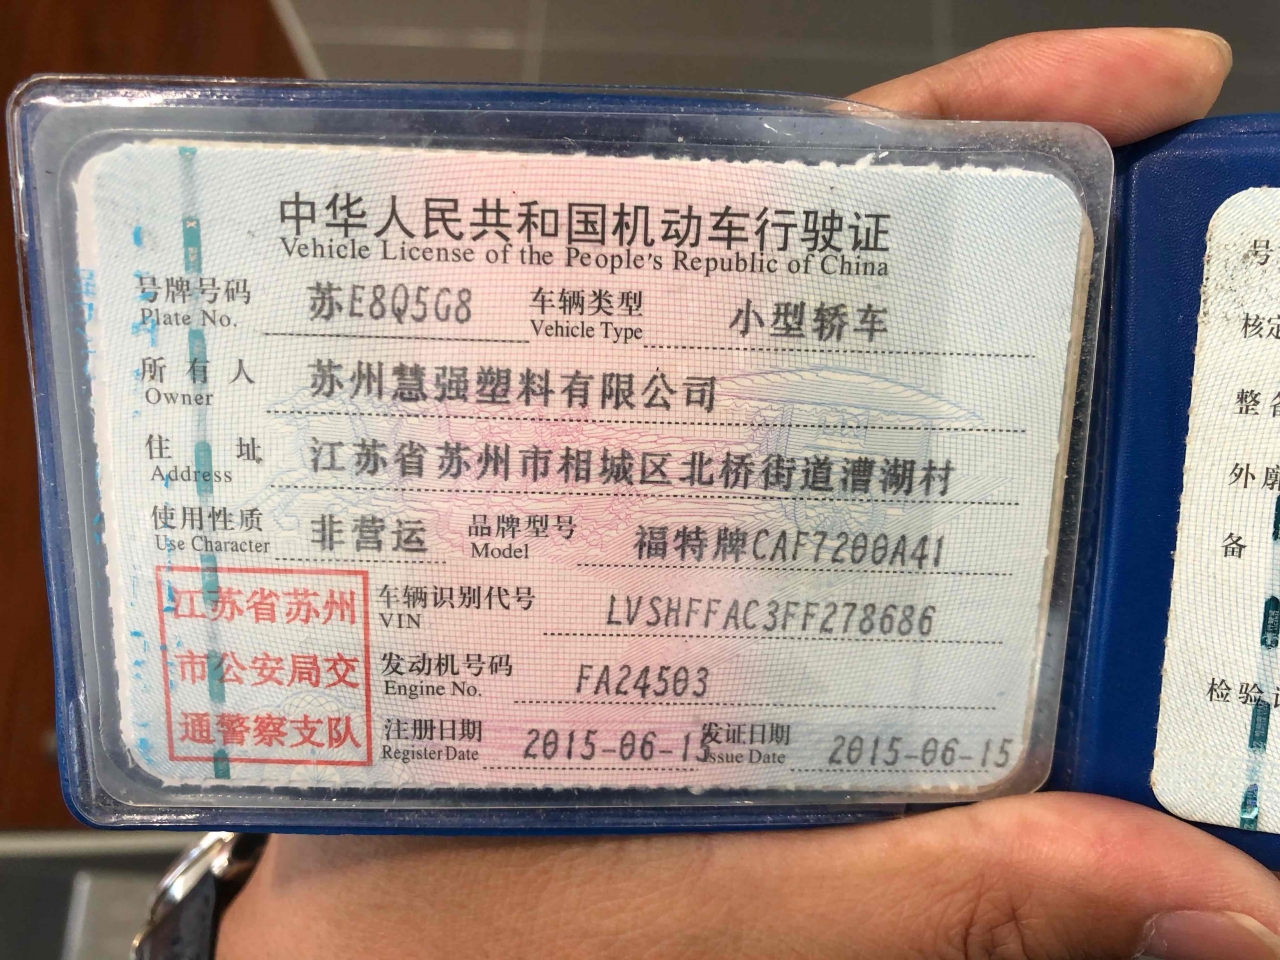 中华人民共和国机动车行驶证
Vehicle License of the People's Republic of China
号牌号码 苏E8Q5G8 车辆类型 小型轿车
Plate No. Vehicle Type
所有人 苏州慧强塑料有限公司
Owner
住址 江苏省苏州市相城区北桥街道漕湖村
Address
使用性质 非营运 品牌型号 福特牌CAF7200A41
Use Character Model
江苏省苏州
市公安局交
通警察支队
车辆识别代号 LVSHFFAC3FF278686
VIN
发动机号码 FA24503
Engine No.
注册日期 2015-06-15 发证日期 2015-06-15
Register Date Issue Date
号
核定
整备
外廓
备
检验